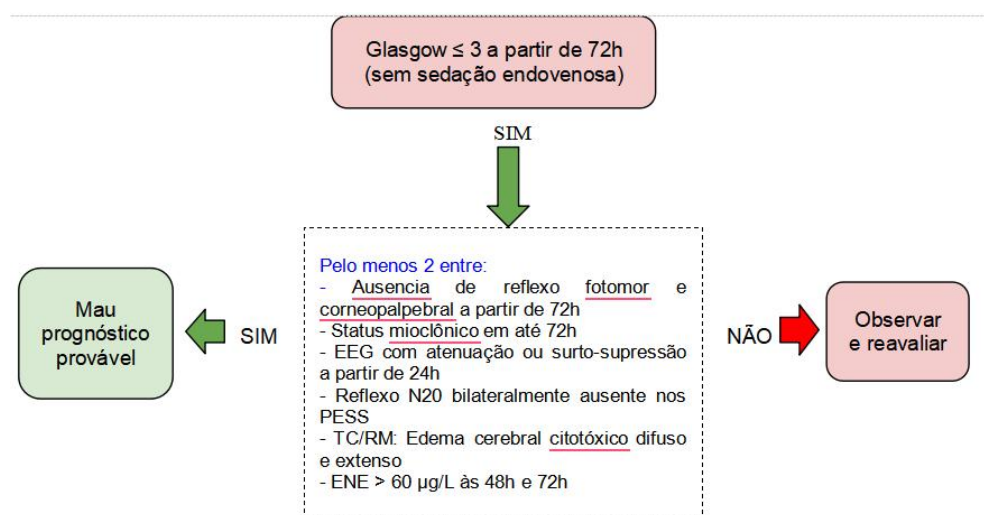 Glasgow ≤ 3 a partir de 72h
(sem sedação endovenosa)
SIM
Pelo menos 2 entre:
- Ausencia de reflexo fotomor e
corneopalpebral a partir de 72h
- Status mioclônico em até 72h
- EEG com atenuação ou surto-supressão
a partir de 24h
- Reflexo N20 bilateralmente ausente nos
PESS
- TC/RM: Edema cerebral citotóxico difuso
e extenso
- ENE > 60 µg/L às 48h e 72h
SIM
Mau
prognóstico
provável
NÃO
Observar
e reavaliar